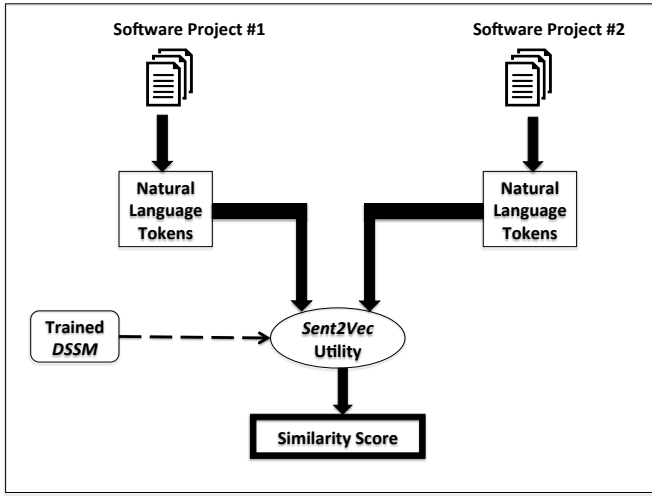 Software Project #1
Software Project #2
Natural
Language
Tokens
Natural
Language
Tokens
Trained
DSSM
Sent2Vec
Utility
Similarity Score